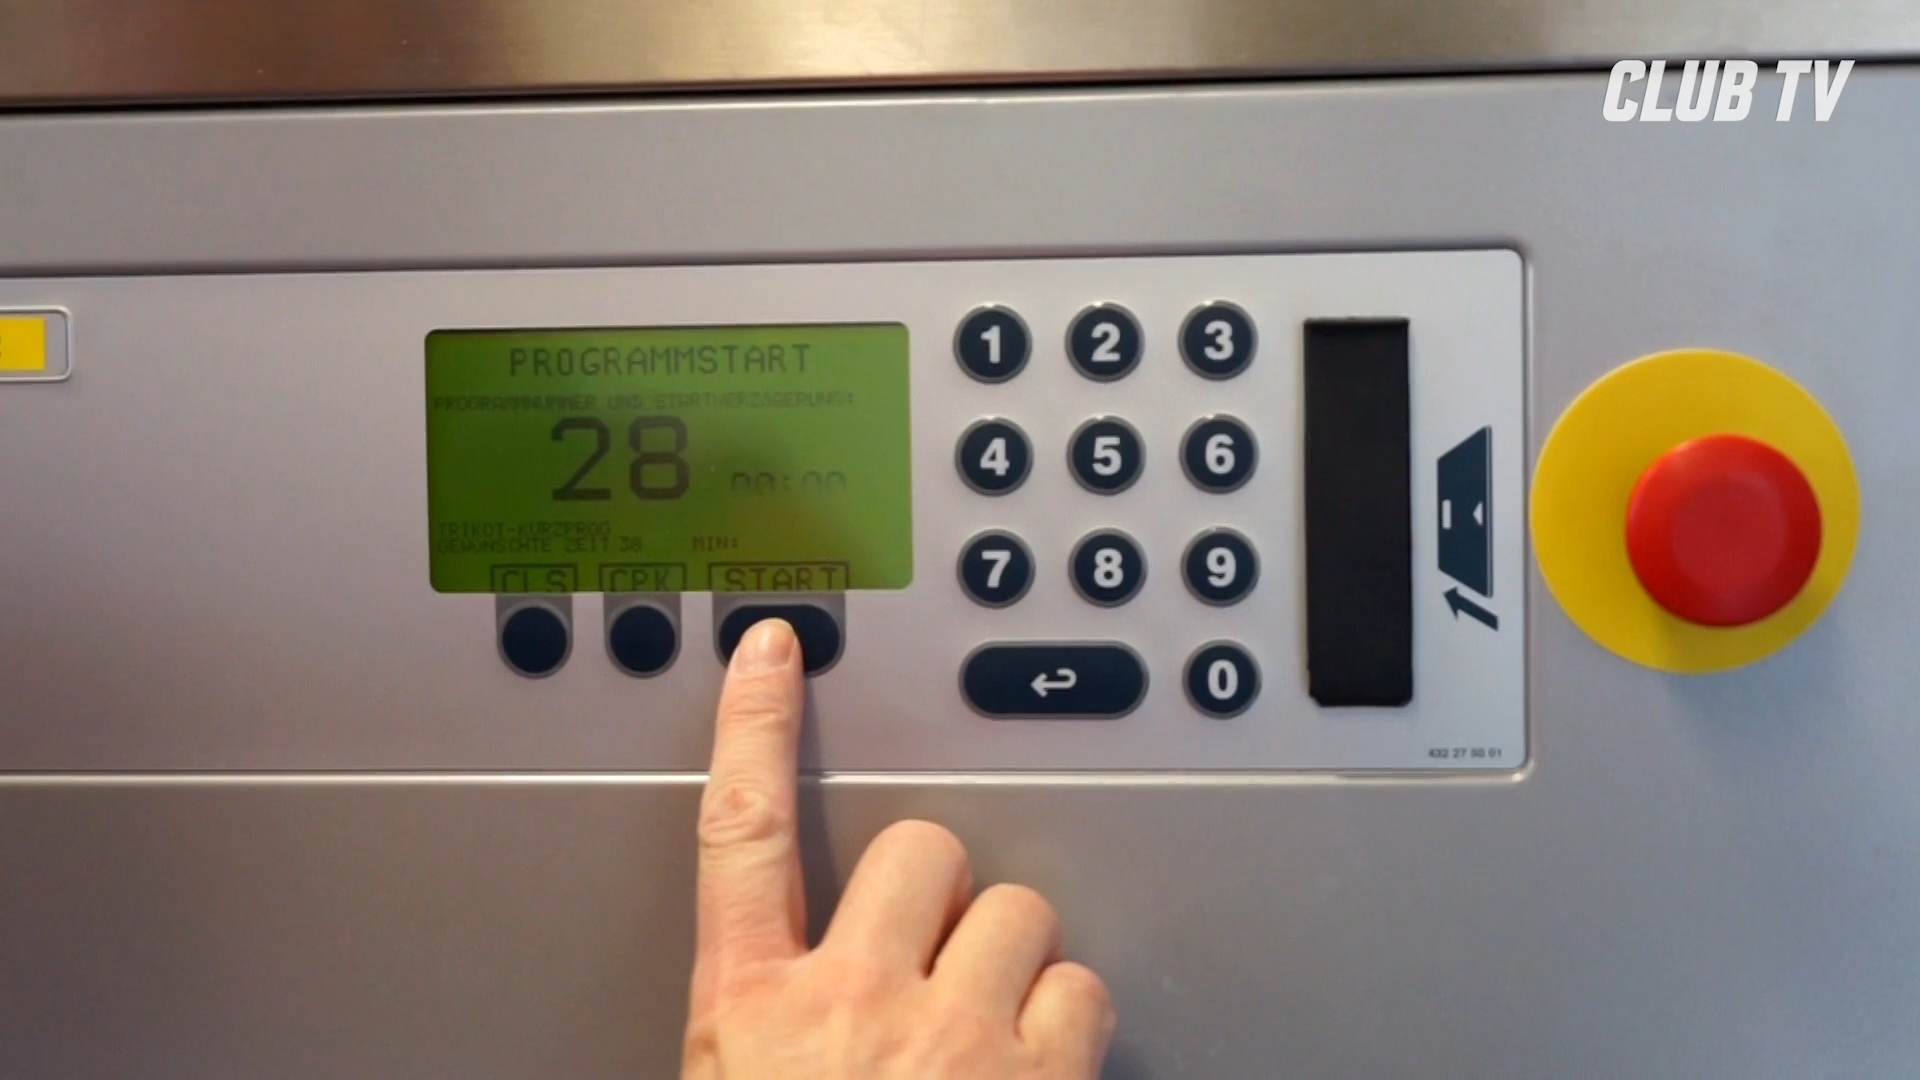 CLUB TV
PROGRAMMSTART
PROGRAMMNUMMER UND STARTVERZÖGERUNG:
28 00:00
TRIKOT-KURZPROG
GEWÜNSCHTE ZEIT 38 MIN:
CLS CPK START
1 2 3
4 5 6
7 8 9
0
432 27 50 01